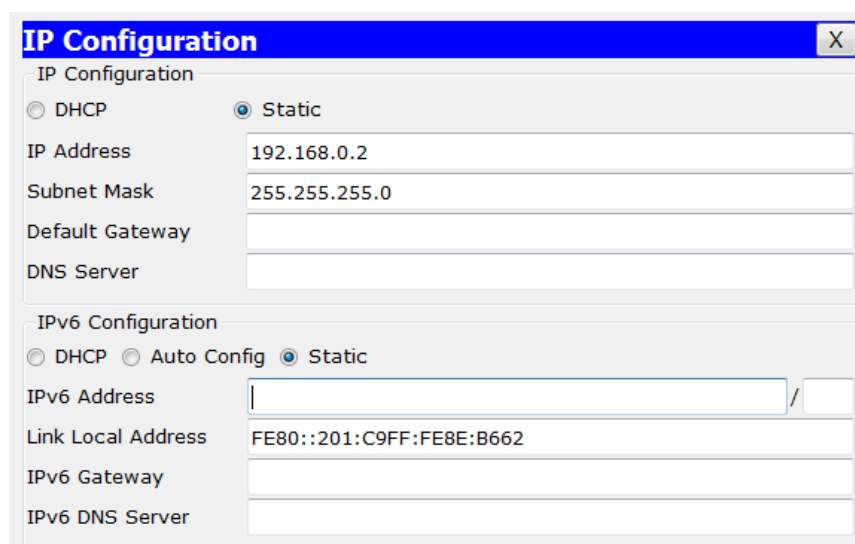 IP Configuration X
IP Configuration
DHCP Static
IP Address 192.168.0.2
Subnet Mask 255.255.255.0
Default Gateway
DNS Server
IPv6 Configuration
DHCP Auto Config Static
IPv6 Address /
Link Local Address FE80::201:C9FF:FE8E:B662
IPv6 Gateway
IPv6 DNS Server